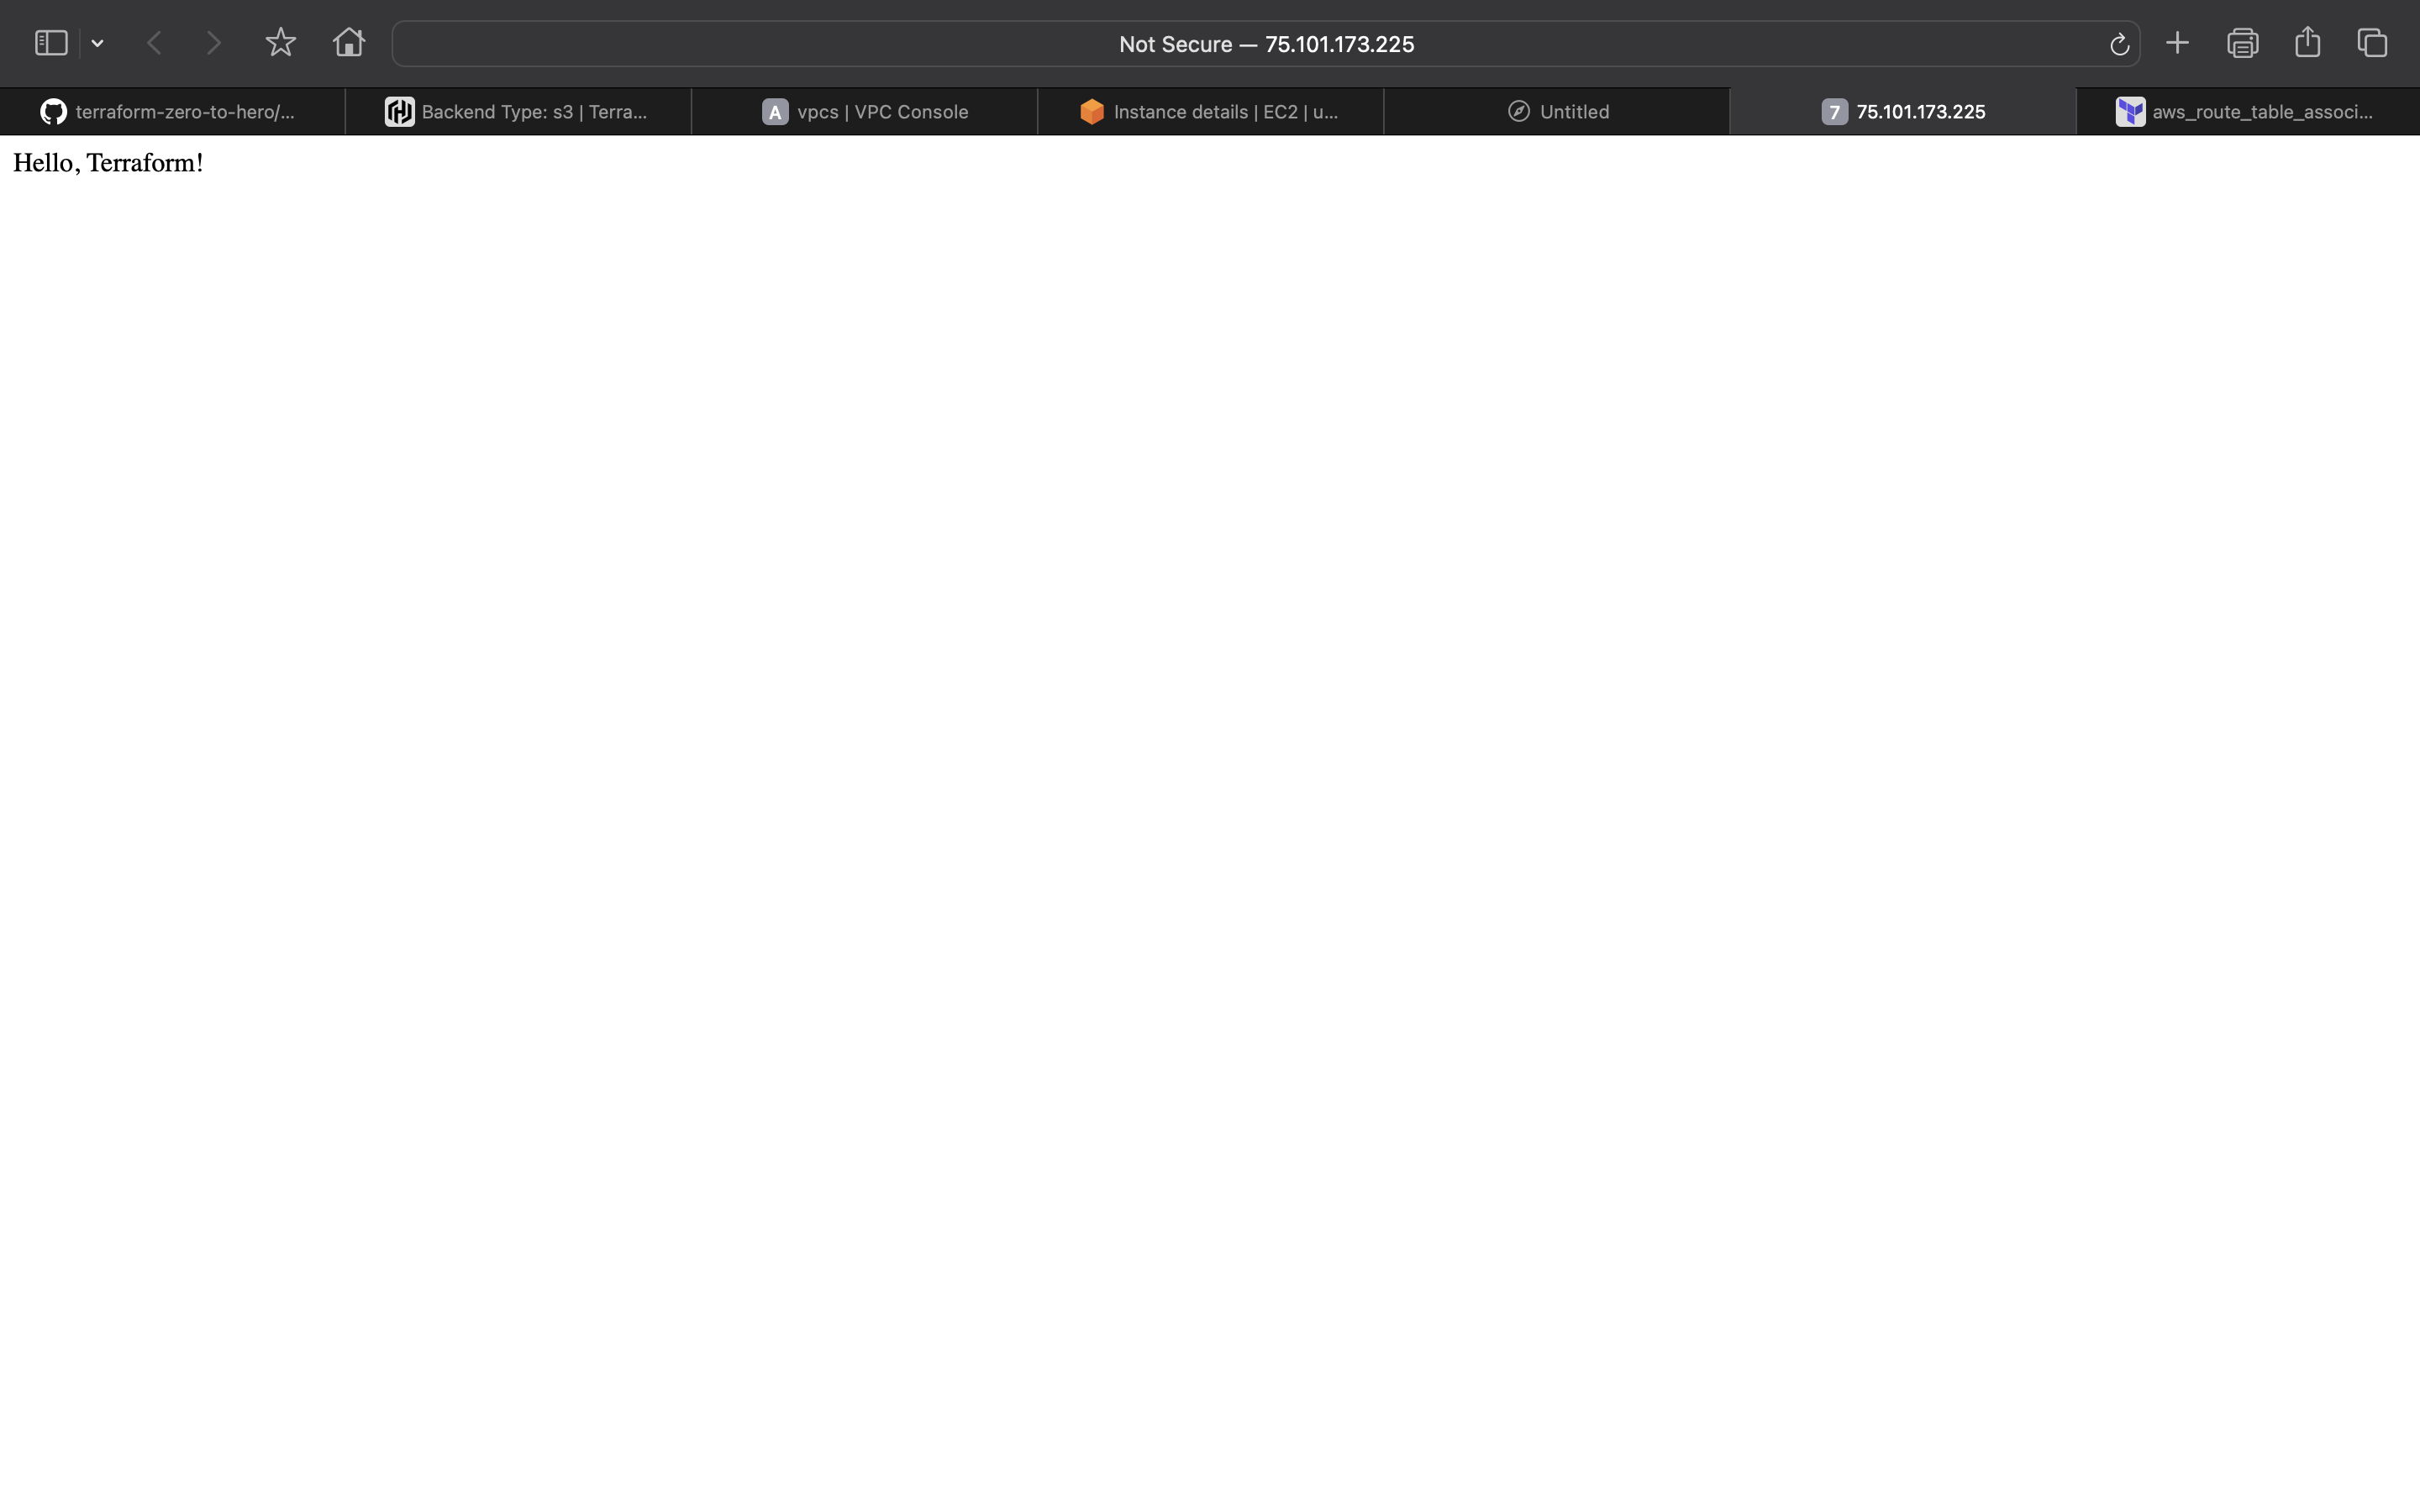 Not Secure — 75.101.173.225
terraform-zero-to-hero/...
Backend Type: s3 | Terra...
A vpcs | VPC Console
Instance details | EC2 | u...
Untitled
7 75.101.173.225
aws_route_table_associ...
Hello, Terraform!